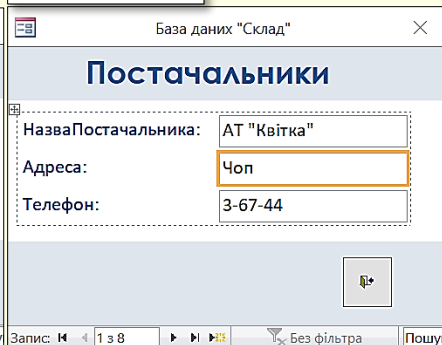 База даних "Склад"
Постачальники
НазваПостачальника: АТ "Квітка"
Адреса: Чоп
Телефон: 3-67-44
Запис: 1 з 8 Без фільтра Пошу